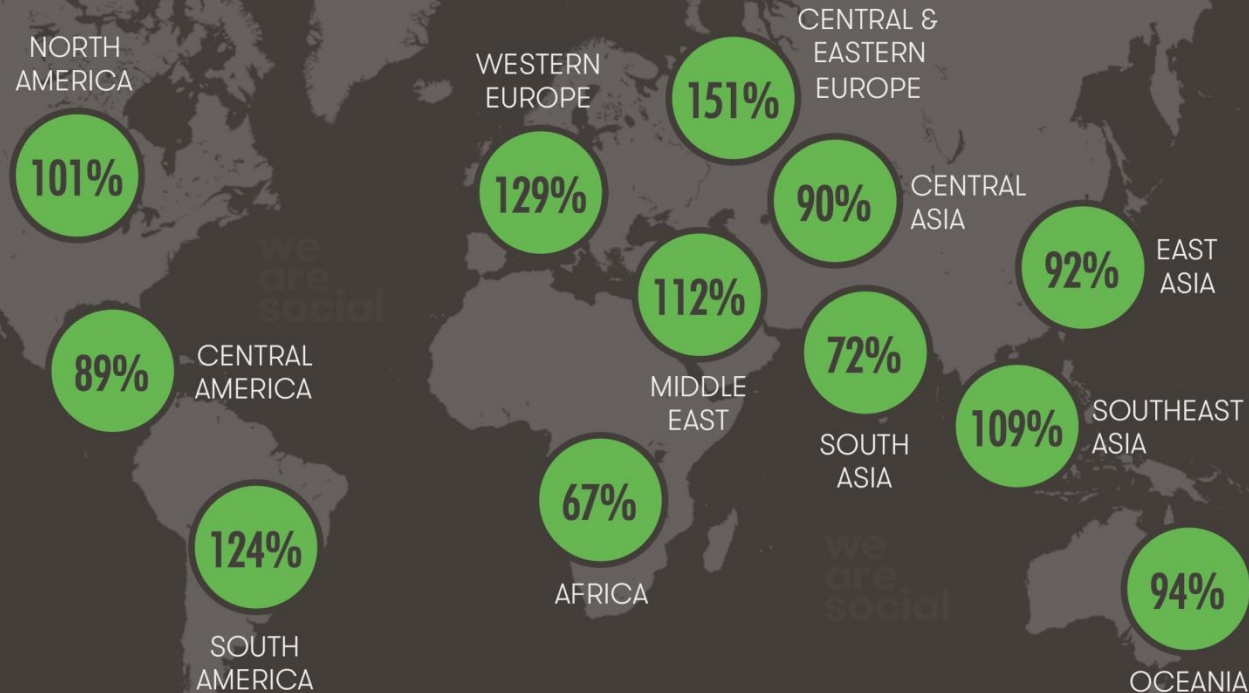 NORTH
AMERICA
101%
WESTERN
EUROPE
129%
CENTRAL &
EASTERN
EUROPE
151%
90%
CENTRAL
ASIA
92%
EAST
ASIA
we
are
social
112%
MIDDLE
EAST
72%
SOUTH
ASIA
89%
CENTRAL
AMERICA
109%
SOUTHEAST
ASIA
67%
AFRICA
124%
SOUTH
AMERICA
we
are
social
94%
OCEANIA